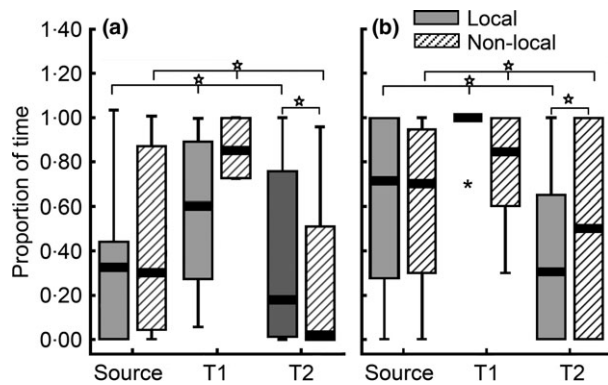 (a)
(b)
Local
Non-local
Proportion of time
1·40
1·20
1·00
0·80
0·60
0·40
0·20
0·00
Source T1 T2
Source T1 T2
*